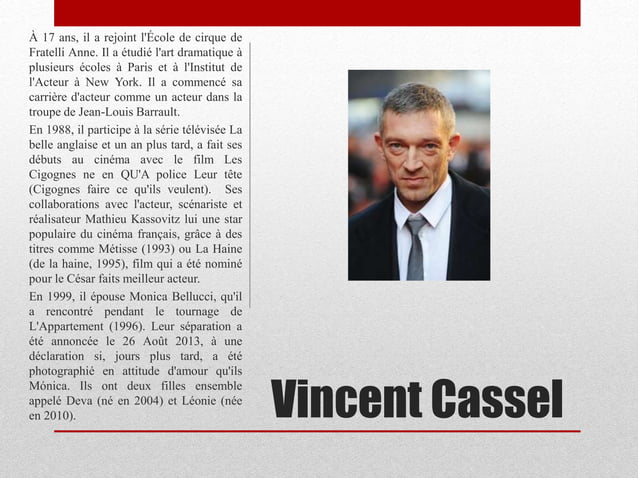 À 17 ans, il a rejoint l'École de cirque de
Fratelli Anne. Il a étudié l'art dramatique à
plusieurs écoles à Paris et à l'Institut de
l'Acteur à New York. Il a commencé sa
carrière d'acteur comme un acteur dans la
troupe de Jean-Louis Barrault.
En 1988, il participe à la série télévisée La
belle anglaise et un an plus tard, a fait ses
débuts au cinéma avec le film Les
Cigognes ne en QU'A police Leur tête
(Cigognes faire ce qu'ils veulent). Ses
collaborations avec l'acteur, scénariste et
réalisateur Mathieu Kassovitz lui une star
populaire du cinéma français, grâce à des
titres comme Métisse (1993) ou La Haine
(de la haine, 1995), film qui a été nominé
pour le César faits meilleur acteur.
En 1999, il épouse Monica Bellucci, qu'il
a rencontré pendant le tournage de
L'Appartement (1996). Leur séparation a
été annoncée le 26 Août 2013, à une
déclaration si, jours plus tard, a été
photographié en attitude d'amour qu'ils
Mónica. Ils ont deux filles ensemble
appelé Deva (né en 2004) et Léonie (née
en 2010).
Vincent Cassel